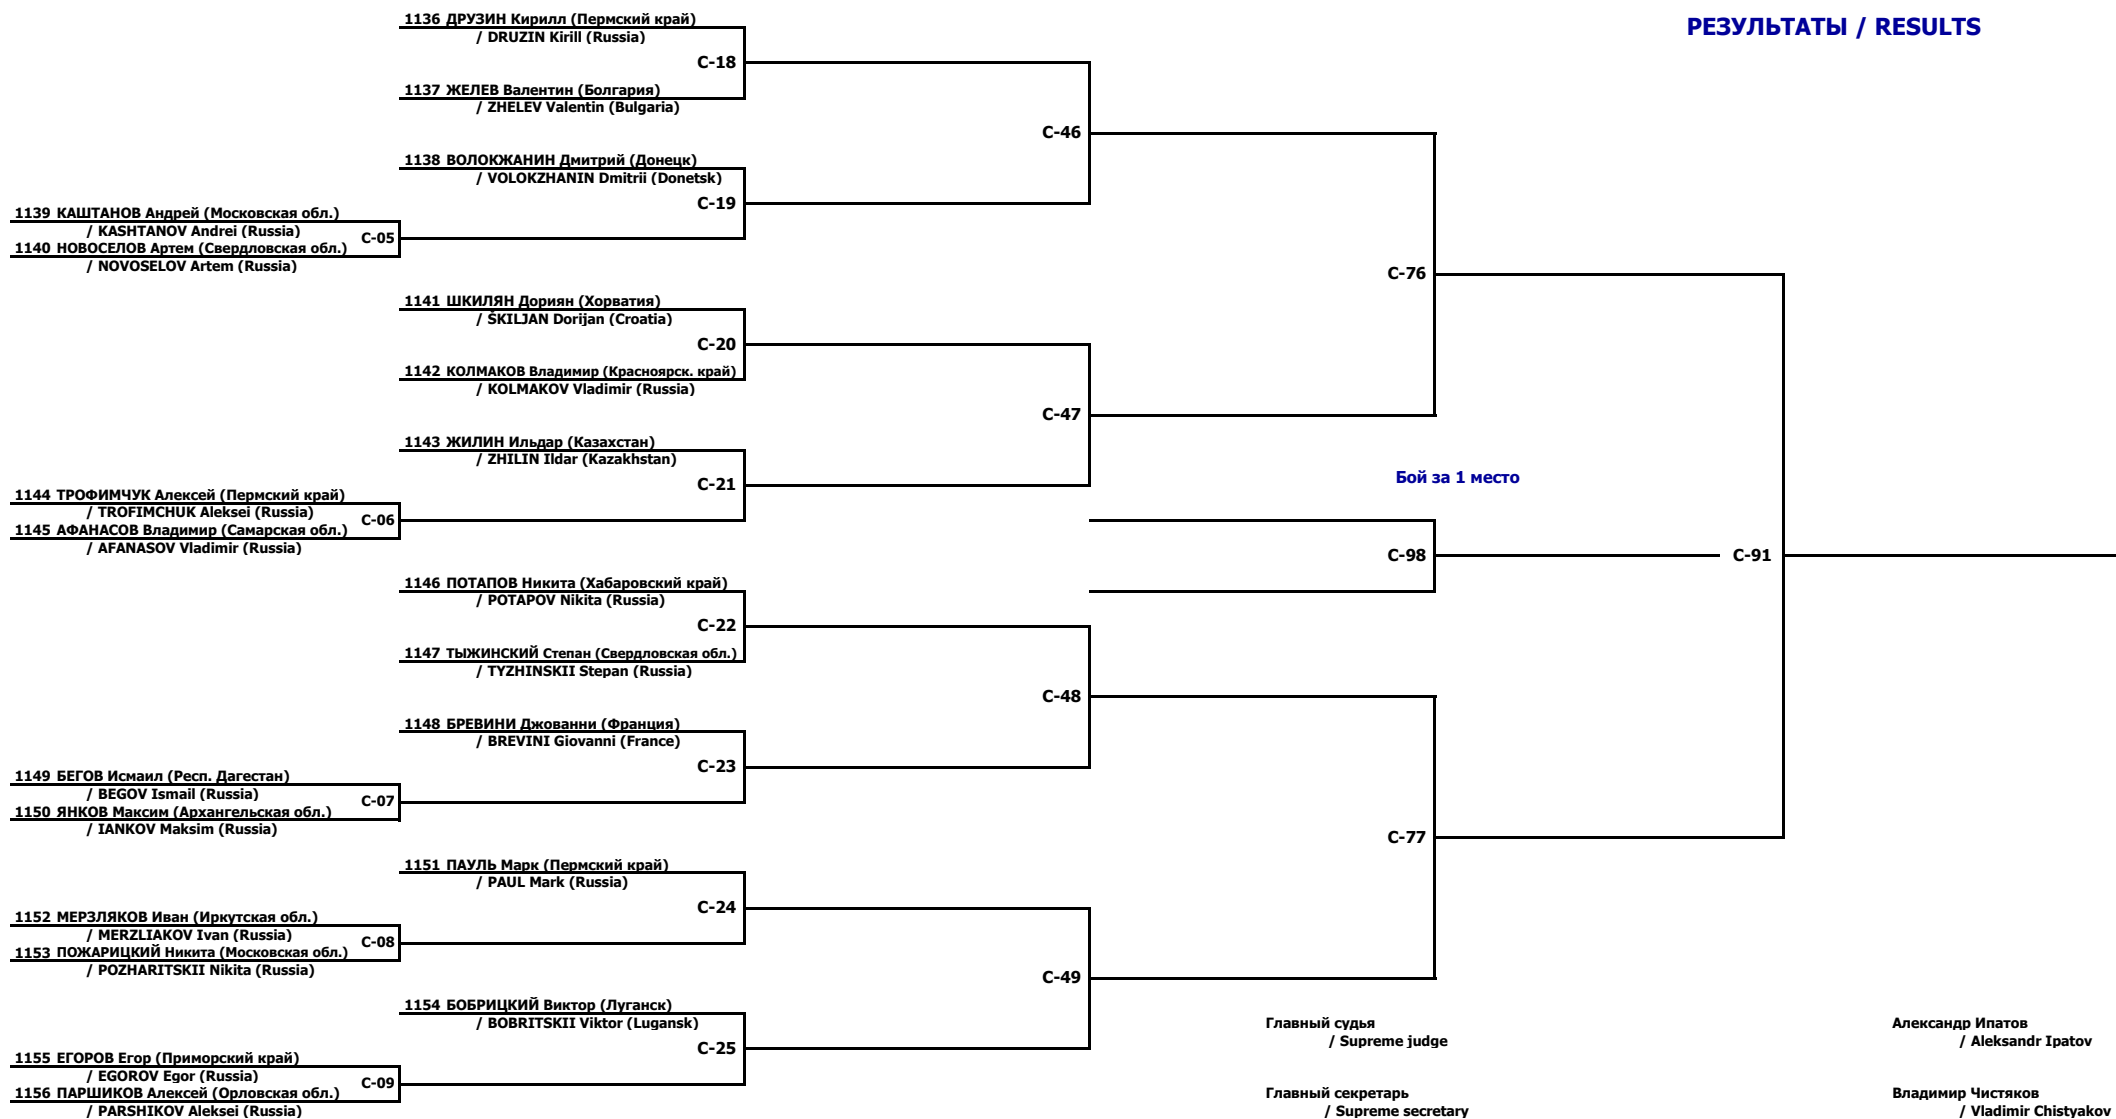 РЕЗУЛЬТАТЫ / RESULTS
1136 ДРУЗИН Кирилл (Пермский край)
/ DRUZIN Kirill (Russia)
С-18
1137 ЖЕЛЕВ Валентин (Болгария)
/ ZHELEV Valentin (Bulgaria)
С-46
1138 ВОЛОКЖАНИН Дмитрий (Донецк)
/ VOLOKZHANIN Dmitrii (Donetsk)
С-19
1139 КАШТАНОВ Андрей (Московская обл.)
/ KASHTANOV Andrei (Russia)
С-05
1140 НОВОСЕЛОВ Артем (Свердловская обл.)
/ NOVOSELOV Artem (Russia)
С-76
1141 ШКИЛЯН Дориян (Хорватия)
/ ŠKILJAN Dorijan (Croatia)
С-20
1142 КОЛМАКОВ Владимир (Красноярск. край)
/ KOLMAKOV Vladimir (Russia)
С-47
1143 ЖИЛИН Ильдар (Казахстан)
/ ZHILIN Ildar (Kazakhstan)
С-21
Бой за 1 место
1144 ТРОФИМЧУК Алексей (Пермский край)
/ TROFIMCHUK Aleksei (Russia)
С-06
1145 АФАНАСОВ Владимир (Самарская обл.)
/ AFANASOV Vladimir (Russia)
С-98
С-91
1146 ПОТАПОВ Никита (Хабаровский край)
/ POTAPOV Nikita (Russia)
С-22
1147 ТЫЖИНСКИЙ Степан (Свердловская обл.)
/ TYZHINSKII Stepan (Russia)
С-48
1148 БРЕВИНИ Джованни (Франция)
/ BREVINI Giovanni (France)
С-23
1149 БЕГОВ Исмаил (Респ. Дагестан)
/ BEGOV Ismail (Russia)
С-07
1150 ЯНКОВ Максим (Архангельская обл.)
/ IANKOV Maksim (Russia)
С-77
1151 ПАУЛЬ Марк (Пермский край)
/ PAUL Mark (Russia)
С-24
1152 МЕРЗЛЯКОВ Иван (Иркутская обл.)
/ MERZLIAKOV Ivan (Russia)
С-08
1153 ПОЖАРИЦКИЙ Никита (Московская обл.)
/ POZHARITSKII Nikita (Russia)
С-49
1154 БОБРИЦКИЙ Виктор (Луганск)
/ BOBRITSKII Viktor (Lugansk)
С-25
1155 ЕГОРОВ Егор (Приморский край)
/ EGOROV Egor (Russia)
С-09
1156 ПАРШИКОВ Алексей (Орловская обл.)
/ PARSHIKOV Aleksei (Russia)
Главный судья
/ Supreme judge
Александр Ипатов
/ Aleksandr Ipatov
Главный секретарь
/ Supreme secretary
Владимир Чистяков
/ Vladimir Chistyakov